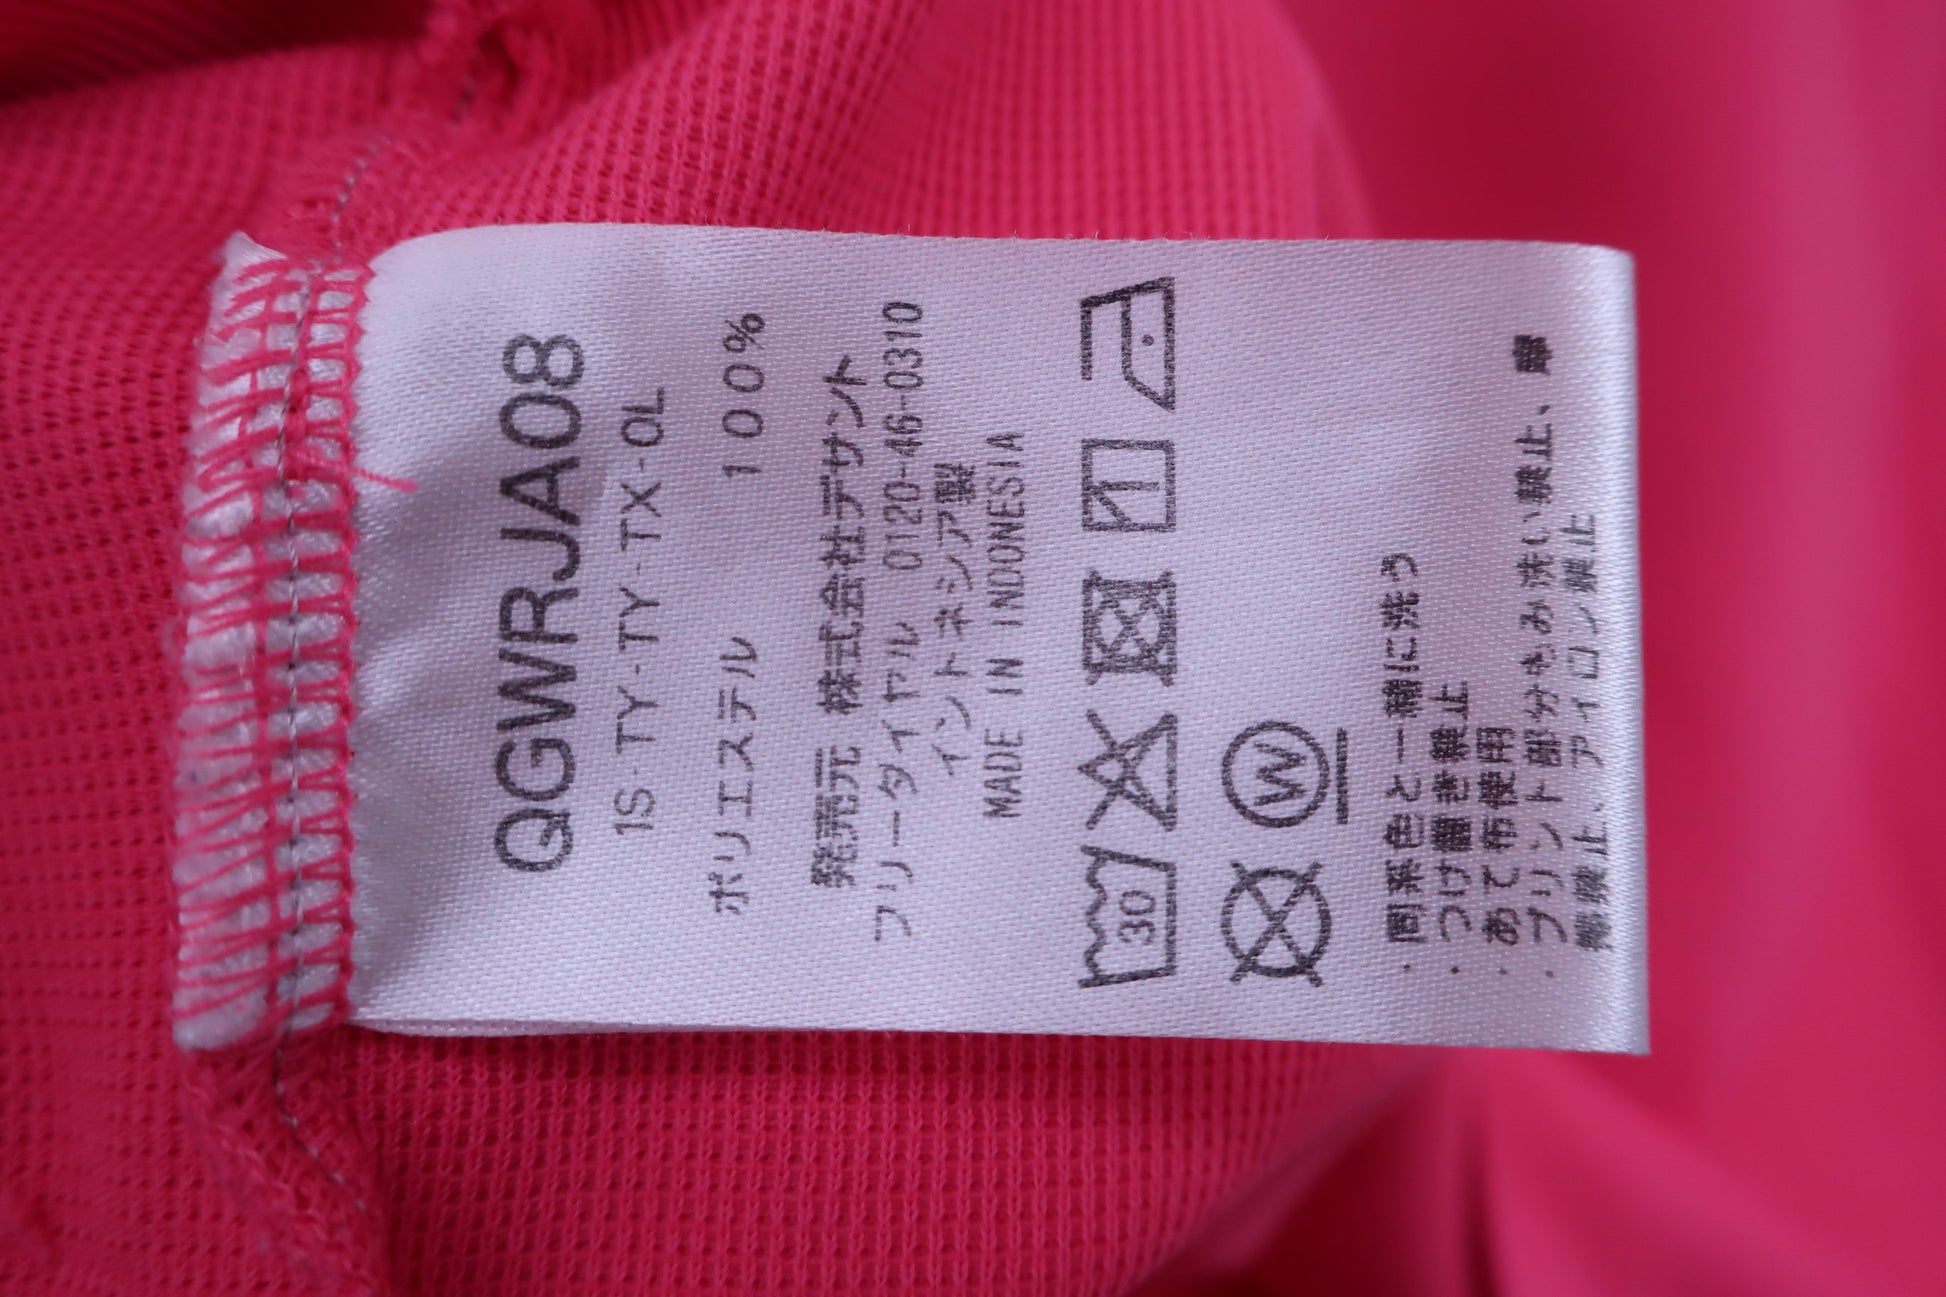 QGWRJA08
1S-TY-TY-TX-0L
ポリエステル 100%
発売元 株式会社デサント
フリーダイヤル 0120-46-0310
インドネシア製
MADE IN INDONESIA
30
W
・同系色と一緒に洗う
・つけ置き禁止
・あて布使用
・プリント部分もみ洗い禁止、
禁止、アイロン禁止